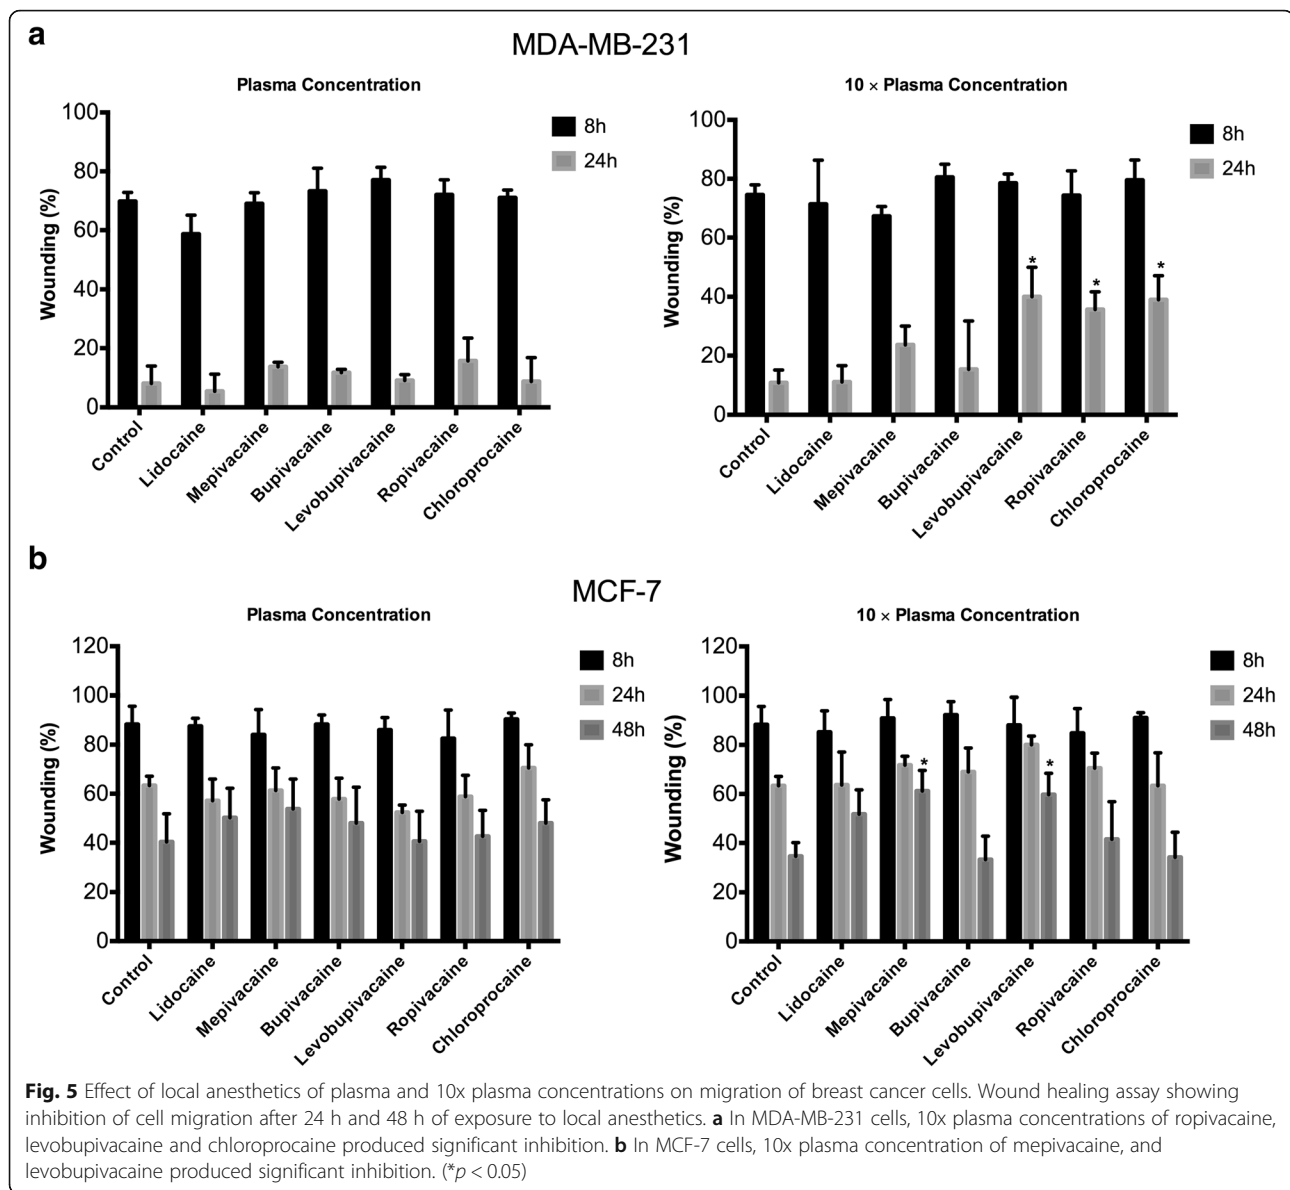 a
MDA-MB-231
Plasma Concentration
100
80
60
40
20
0
Wounding (%)
8h
24h
Control
Lidocaine
Mepivacaine
Bupivacaine
Levobupivacaine
Ropivacaine
Chloroprocaine
10 × Plasma Concentration
100
80
60
40
20
0
Wounding (%)
8h
24h
*
*
*
Control
Lidocaine
Mepivacaine
Bupivacaine
Levobupivacaine
Ropivacaine
Chloroprocaine
b
MCF-7
Plasma Concentration
120
100
80
60
40
20
0
Wounding (%)
8h
24h
48h
Control
Lidocaine
Mepivacaine
Bupivacaine
Levobupivacaine
Ropivacaine
Chloroprocaine
10 × Plasma Concentration
120
100
80
60
40
20
0
Wounding (%)
8h
24h
48h
*
*
Control
Lidocaine
Mepivacaine
Bupivacaine
Levobupivacaine
Ropivacaine
Chloroprocaine
Fig. 5 Effect of local anesthetics of plasma and 10x plasma concentrations on migration of breast cancer cells. Wound healing assay showing
inhibition of cell migration after 24 h and 48 h of exposure to local anesthetics. a In MDA-MB-231 cells, 10x plasma concentrations of ropivacaine,
levobupivacaine and chloroprocaine produced significant inhibition. b In MCF-7 cells, 10x plasma concentration of mepivacaine, and
levobupivacaine produced significant inhibition. (*p < 0.05)